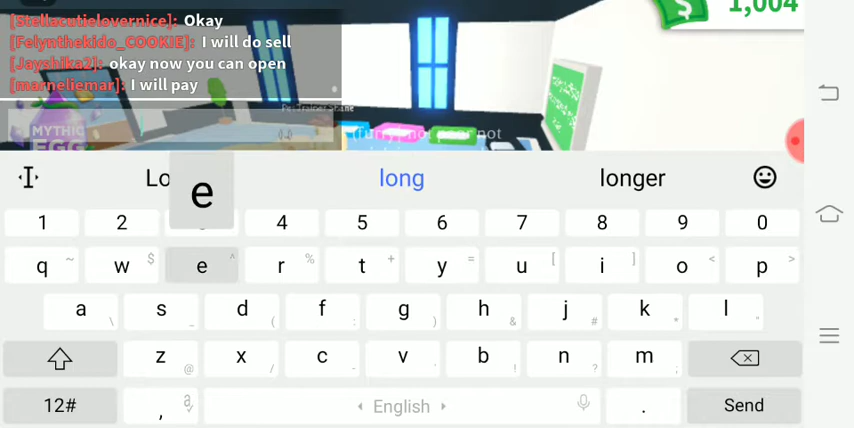 [Stellacutielovernice]: Okay
[Felynthekido_COOKIE]: I will do sell
[Jayshika2]: okay now you can open
[marneliemar]: I will pay
1,004
MYTHIC
EGG
Lo
long
longer
e
1 2 4 5 6 7 8 9 0
q ~ w $ e ^ r % t + y = u [ i ] o < p >
a \ s _ d ( f : g ) h & j # k * l "
z @ x / c - v ' b ! n ? m ;
12# , English . Send